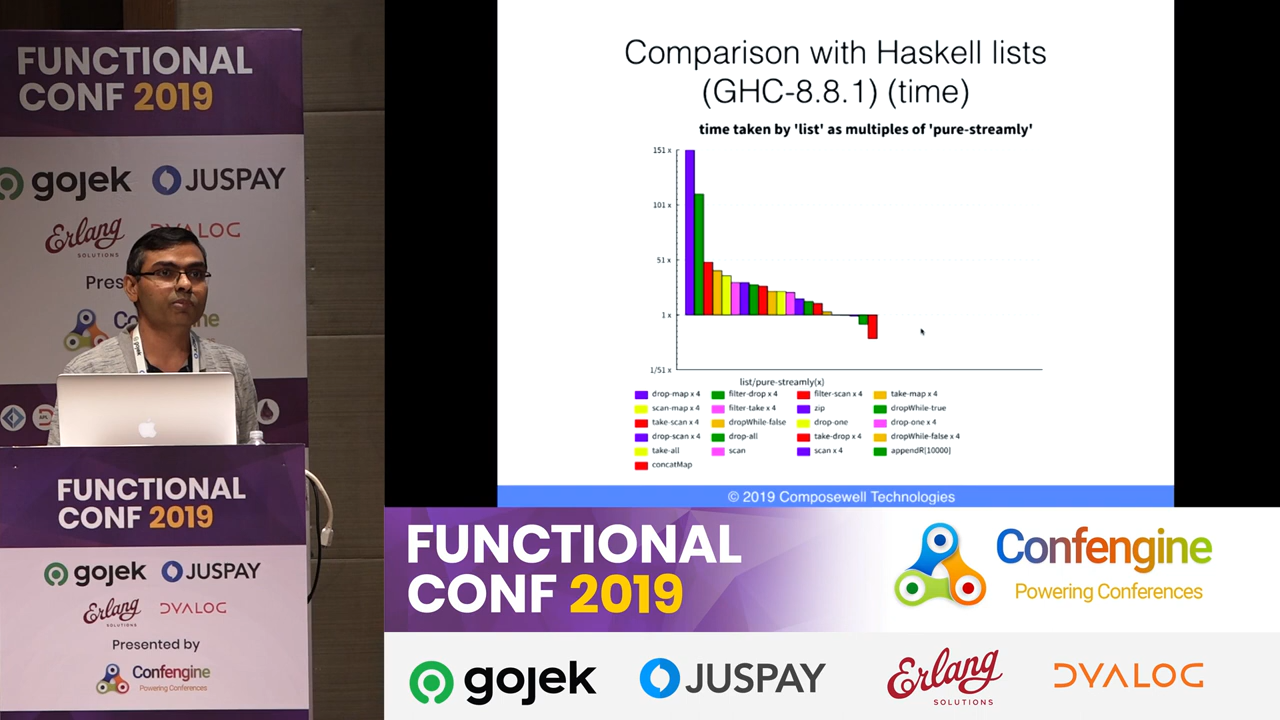 FUNCTIONAL
CONF 2019
gojek
JUSPAY
Erlang
SOLUTIONS
DYALOG
FUNCTIONAL
CONF 2019
gojek
JUSPAY
Erlang
SOLUTIONS
DYALOG
Presented by
Confengine
Powering Conferences
Comparison with Haskell lists
(GHC-8.8.1) (time)
time taken by 'list' as multiples of 'pure-streamly'
151 x
101 x
51 x
1 x
1/51 x
list/pure-streamly(x)
drop-map x 4 filter-drop x 4 filter-scan x 4 take-map x 4
scan-map x 4 filter-take x 4 zip dropWhile-true
take-scan x 4 dropWhile-false drop-one drop-one x 4
drop-scan x 4 drop-all take-drop x 4 dropWhile-false x 4
take-all scan scan x 4 appendR[10000]
concatMap
© 2019 Composewell Technologies
FUNCTIONAL
CONF 2019
Confengine
Powering Conferences
gojek
JUSPAY
Erlang
SOLUTIONS
DYALOG